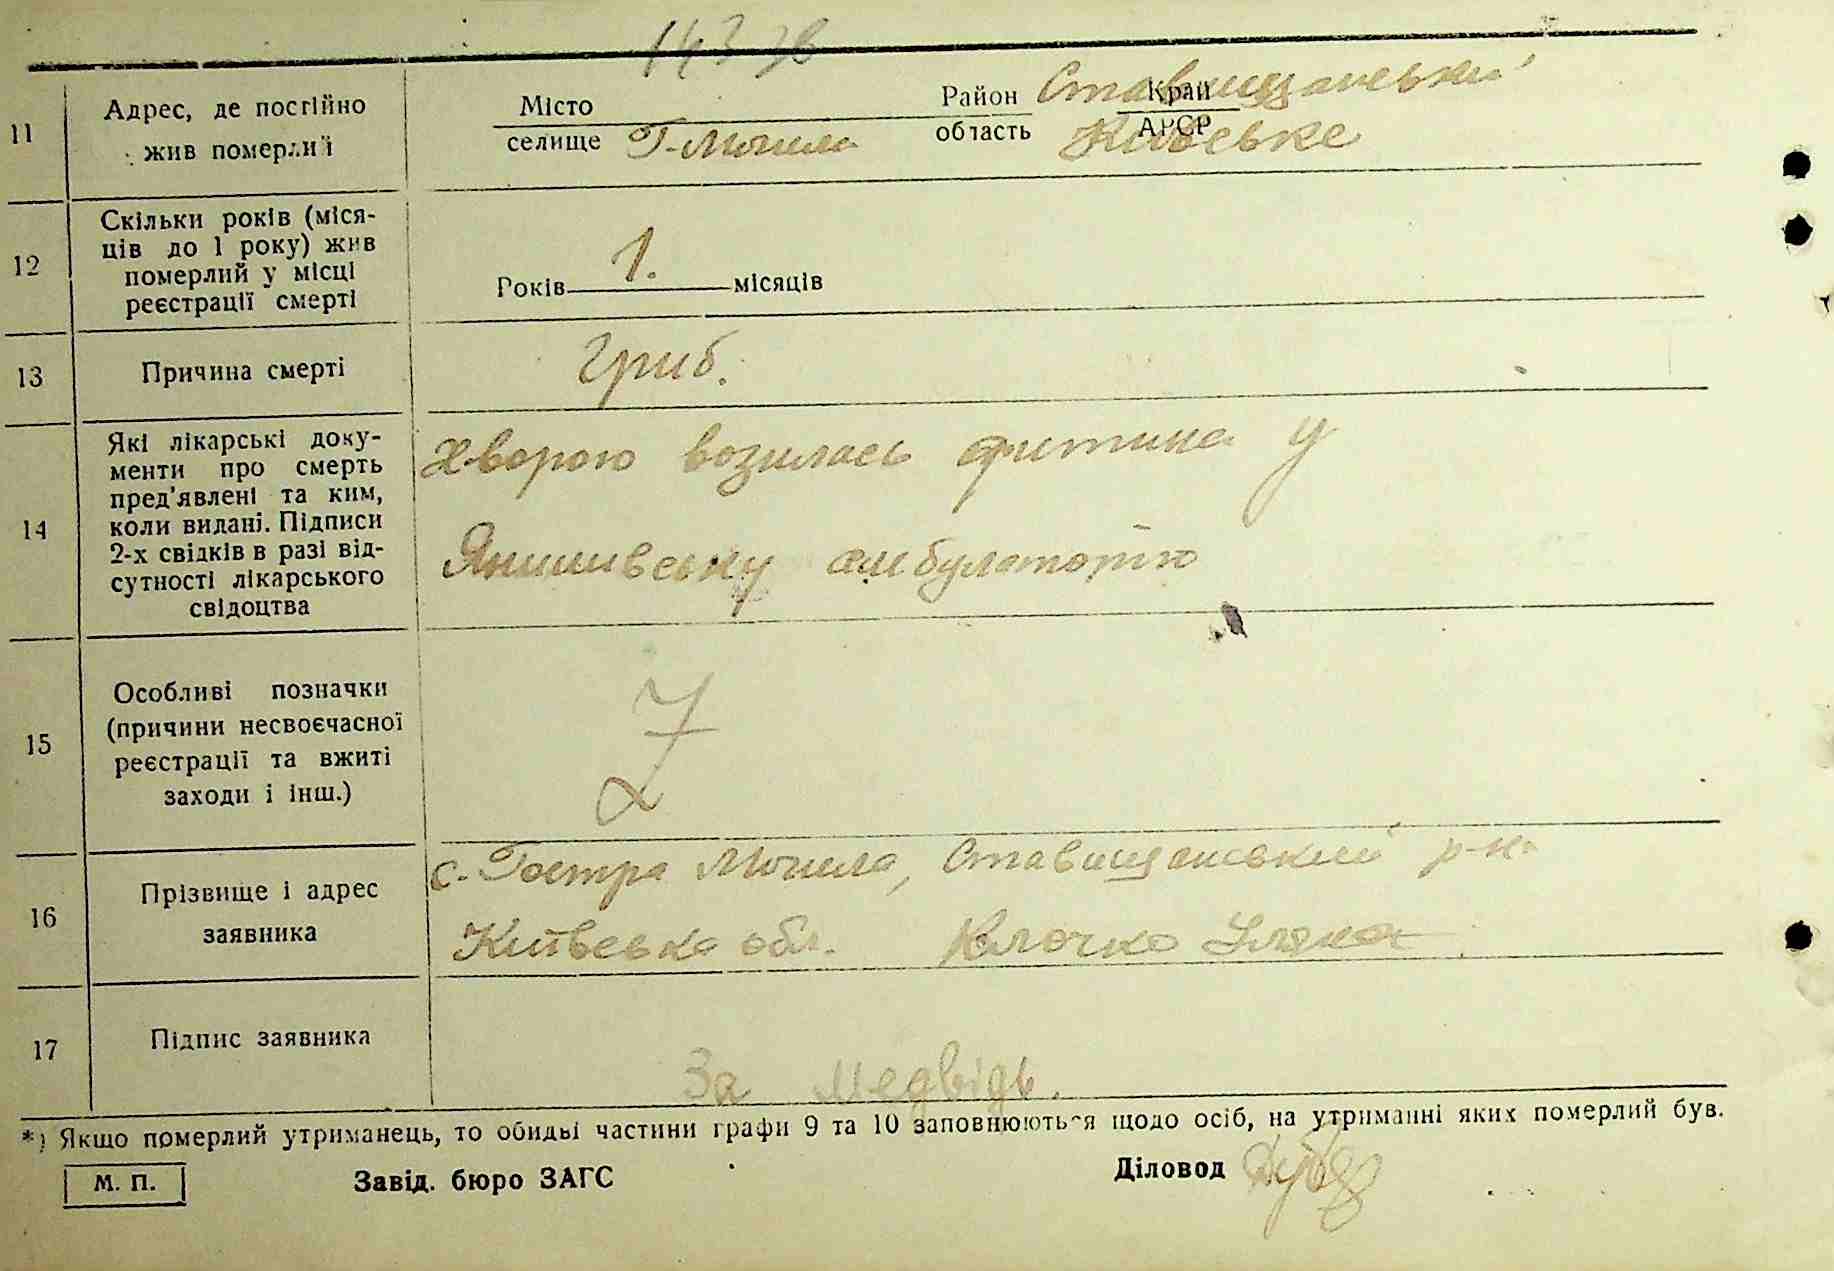 11 Адрес, де постійно
жив померлий
Місто
селище Г-Могила
Район Ставищанський Край
область Київське АРСР
12 Скільки років (міся-
ців до 1 року) жив
померлий у місці
реєстрації смерті
Років 1. місяців
13 Причина смерті
Гриб.
14 Які лікарські доку-
менти про смерть
пред'явлені та ким,
коли видані. Підписи
2-х свідків в разі від-
сутності лікарського
свідоцтва
Хворою возилась дитина у
Янишивську амбулаторію
15 Особливі позначки
(причини несвоєчасної
реєстрації та вжиті
заходи і інш.)
Z
16 Прізвище і адрес
заявника
с. Гостра Могила, Ставищанський р-н.
Київська обл. Клочко Уляна
17 Підпис заявника
За Медвідь.
*) Якщо померлий утриманець, то обидві частини графи 9 та 10 заповнюються щодо осіб, на утриманні яких померлий був.
М. П.
Завід. бюро ЗАГС
Діловод